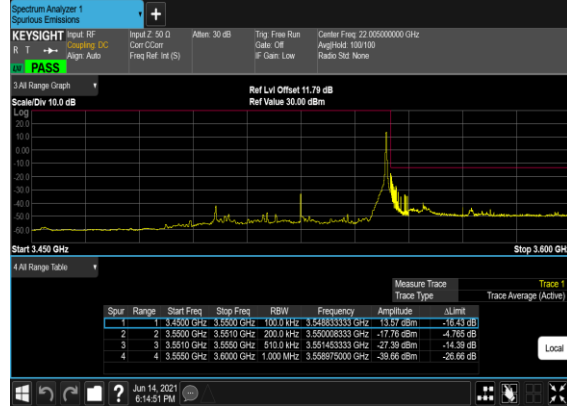 Spectrum Analyzer 1
Spurious Emissions
KEYSIGHT Input: RF Input Z: 50 Ω Atten: 30 dB Trig: Free Run Center Freq: 22.005000000 GHz
R T Coupling: DC Corr CCorr Gate: Off Avg|Hold: 100/100
Align: Auto Freq Ref: Int (S) IF Gain: Low Radio Std: None
PASS
3 All Range Graph
Ref Lvl Offset 11.79 dB
Scale/Div 10.0 dB Ref Value 30.00 dBm
Log
20.0
10.0
0.00
-10.0
-20.0
-30.0
-40.0
-50.0
-60.0
Start 3.450 GHz Stop 3.600 GHz
4 All Range Table
Measure Trace Trace 1
Trace Type Trace Average (Active)
Spur Range Start Freq Stop Freq RBW Frequency Amplitude ΔLimit
1 1 3.4500 GHz 3.5500 GHz 100.0 kHz 3.548833333 GHz 13.57 dBm -16.43 dB
2 2 3.5500 GHz 3.5510 GHz 200.0 kHz 3.550008333 GHz -17.76 dBm -4.765 dB
3 3 3.5510 GHz 3.5550 GHz 510.0 kHz 3.551453333 GHz -27.39 dBm -14.39 dB
4 4 3.5550 GHz 3.6000 GHz 1.000 MHz 3.558975000 GHz -39.66 dBm -26.66 dB
Local
? Jun 14, 2021
6:14:51 PM